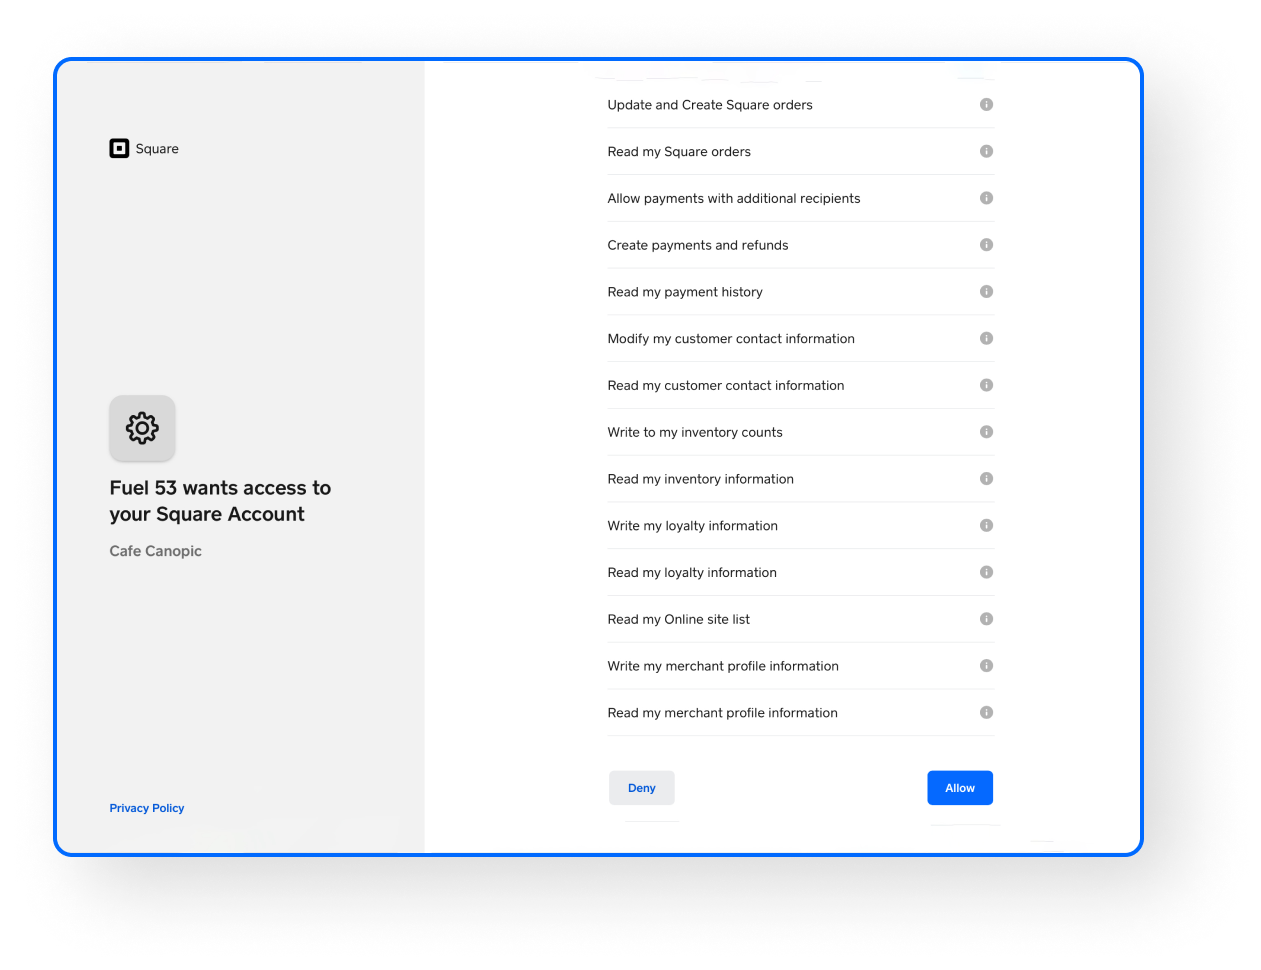 Square
Fuel 53 wants access to
your Square Account
Cafe Canopic
Privacy Policy
Update and Create Square orders
Read my Square orders
Allow payments with additional recipients
Create payments and refunds
Read my payment history
Modify my customer contact information
Read my customer contact information
Write to my inventory counts
Read my inventory information
Write my loyalty information
Read my loyalty information
Read my Online site list
Write my merchant profile information
Read my merchant profile information
Deny
Allow